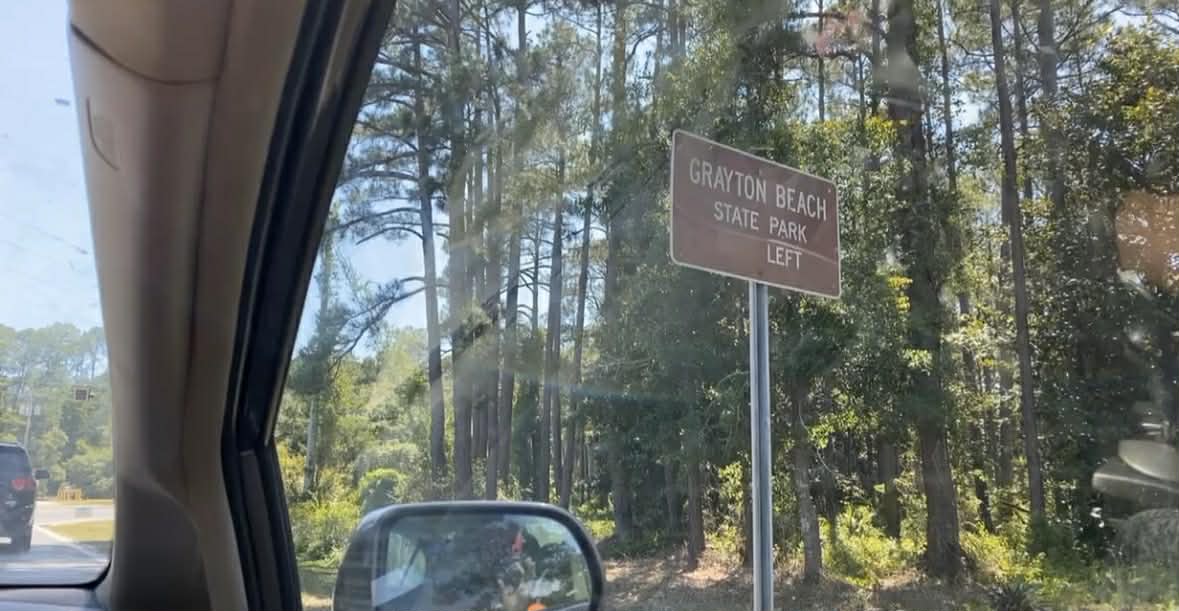 GRAYTON BEACH
STATE PARK
LEFT